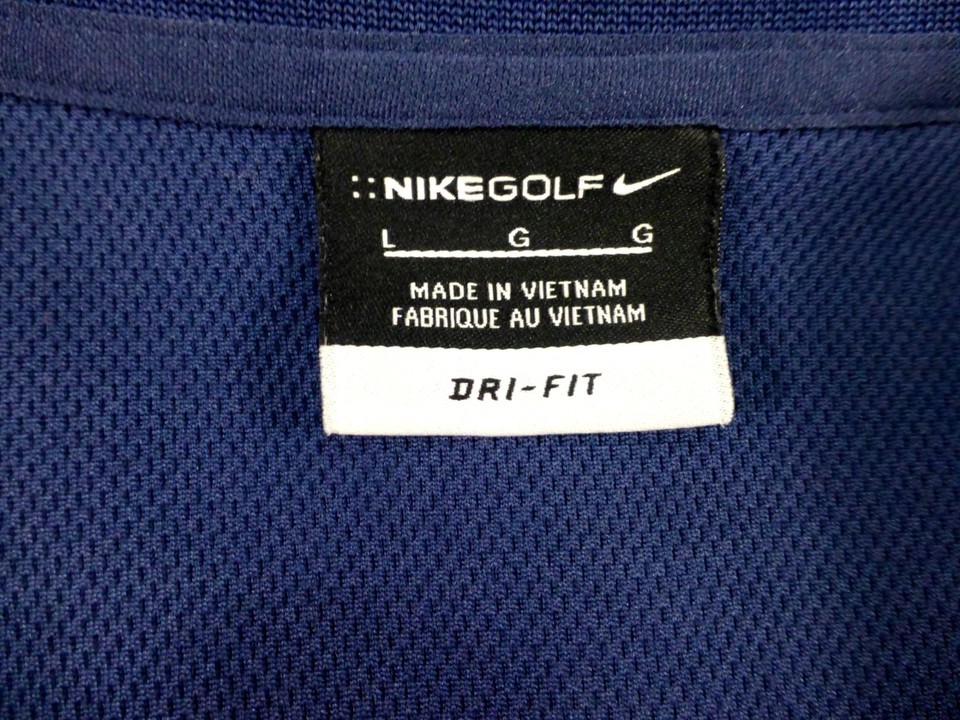 ::NIKEGOLF
L G G
MADE IN VIETNAM
FABRIQUE AU VIETNAM
DRI-FIT